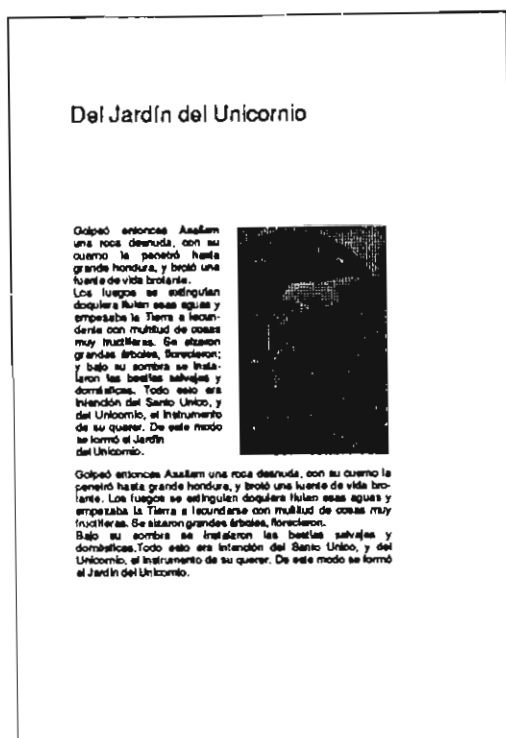 Del Jardín del Unicornio
Golpeó entonces Asallam
una roca desnuda, con su
cuerno la penetró hasta
grande hondura, y brotó una
fuente de vida brotante.
Los fuegos se extinguían
doquiera fluían esas aguas y
empezaba la Tierra a fecun-
darse con multitud de cosas
muy fructíferas. Se alzaron
grandes árboles, florecieron;
y bajo su sombra se insta-
laron las bestias salvajes y
domésticas. Todo esto era
intención del Santo Unico, y
del Unicornio, el instrumento
de su querer. De este modo
se formó el Jardín
del Unicornio.
Golpeó entonces Asallam una roca desnuda, con su cuerno la
penetró hasta grande hondura, y brotó una fuente de vida bro-
tante. Los fuegos se extinguían doquiera fluían esas aguas y
empezaba la Tierra a fecundarse con multitud de cosas muy
fructíferas. Se alzaron grandes árboles, florecieron.
Bajo su sombra se instalaron las bestias salvajes y
domésticas.Todo esto era intención del Santo Unico, y del
Unicornio, el instrumento de su querer. De este modo se formó
el Jardín del Unicornio.